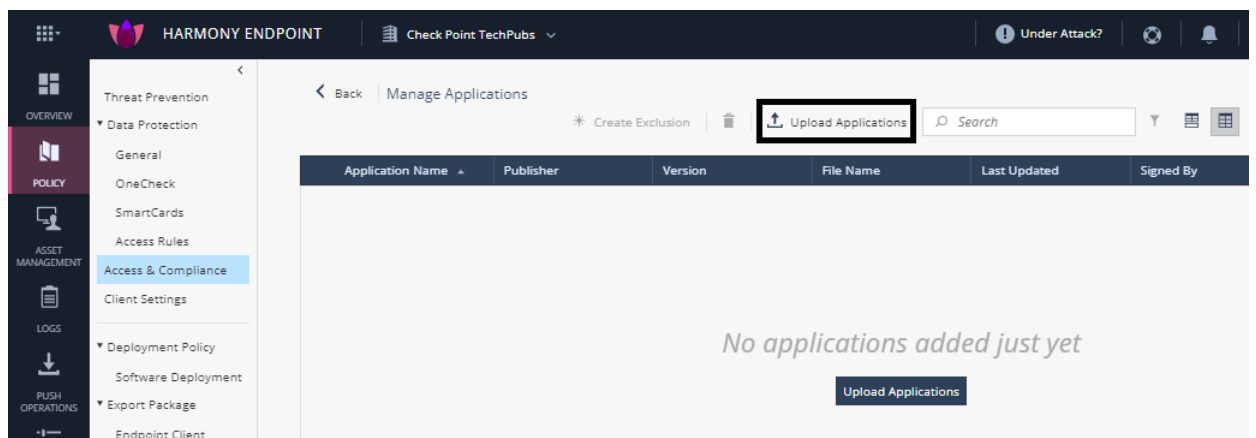 HARMONY ENDPOINT
Check Point TechPubs
Under Attack?
OVERVIEW
POLICY
ASSET
MANAGEMENT
LOGS
PUSH
OPERATIONS
Threat Prevention
Data Protection
General
OneCheck
SmartCards
Access Rules
Access & Compliance
Client Settings
Deployment Policy
Software Deployment
Export Package
Endpoint Client
Back
Manage Applications
Create Exclusion
Upload Applications
Search
Application Name
Publisher
Version
File Name
Last Updated
Signed By
No applications added just yet
Upload Applications